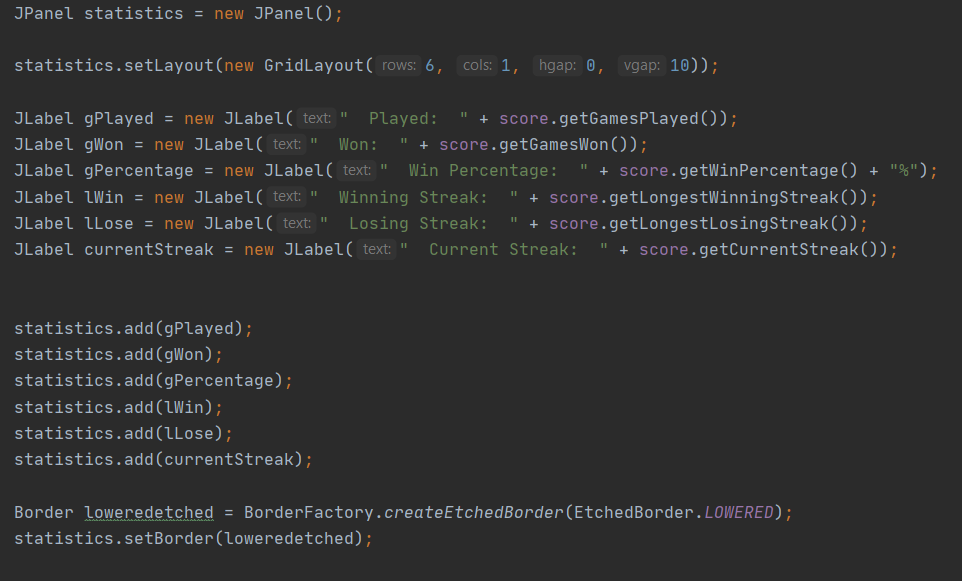 JPanel statistics = new JPanel();
statistics.setLayout(new GridLayout( rows: 6, cols: 1, hgap: 0, vgap: 10));
JLabel gPlayed = new JLabel( text: "  Played:  " + score.getGamesPlayed());
JLabel gWon = new JLabel( text: "  Won:  " + score.getGamesWon());
JLabel gPercentage = new JLabel( text: "  Win Percentage:  " + score.getWinPercentage() + "%");
JLabel lWin = new JLabel( text: "  Winning Streak:  " + score.getLongestWinningStreak());
JLabel lLose = new JLabel( text: "  Losing Streak:  " + score.getLongestLosingStreak());
JLabel currentStreak = new JLabel( text: "  Current Streak:  " + score.getCurrentStreak());
statistics.add(gPlayed);
statistics.add(gWon);
statistics.add(gPercentage);
statistics.add(lWin);
statistics.add(lLose);
statistics.add(currentStreak);
Border loweredetched = BorderFactory.createEtchedBorder(EtchedBorder.LOWERED);
statistics.setBorder(loweredetched);